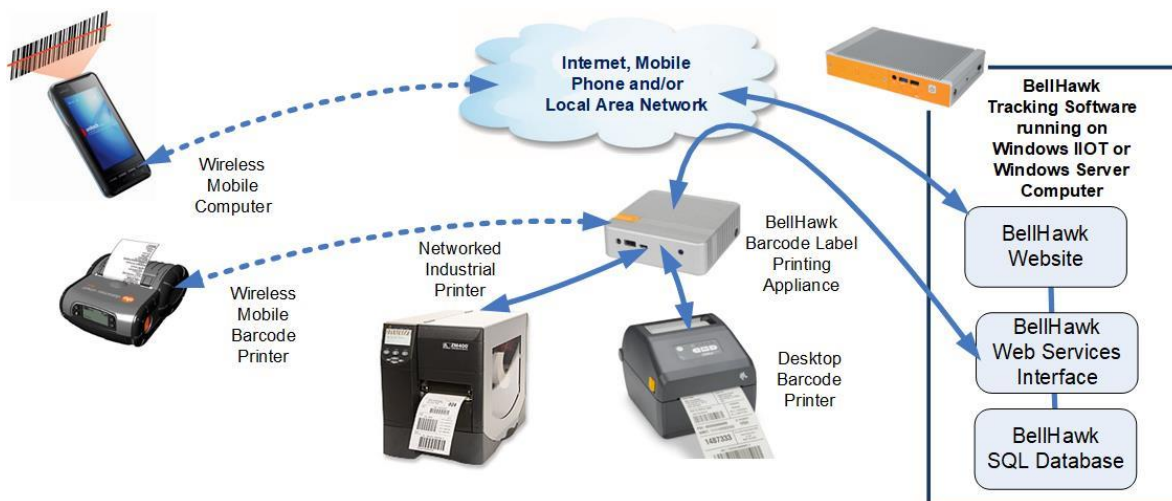 Internet, Mobile
Phone and/or
Local Area Network
BellHawk
Tracking Software
running on
Windows IIOT or
Windows Server
Computer
Wireless
Mobile
Computer
BellHawk
Barcode Label
Printing
Appliance
BellHawk
Website
Networked
Industrial
Printer
Wireless
Mobile
Barcode
Printer
BellHawk
Web Services
Interface
Desktop
Barcode
Printer
BellHawk
SQL Database
1487333